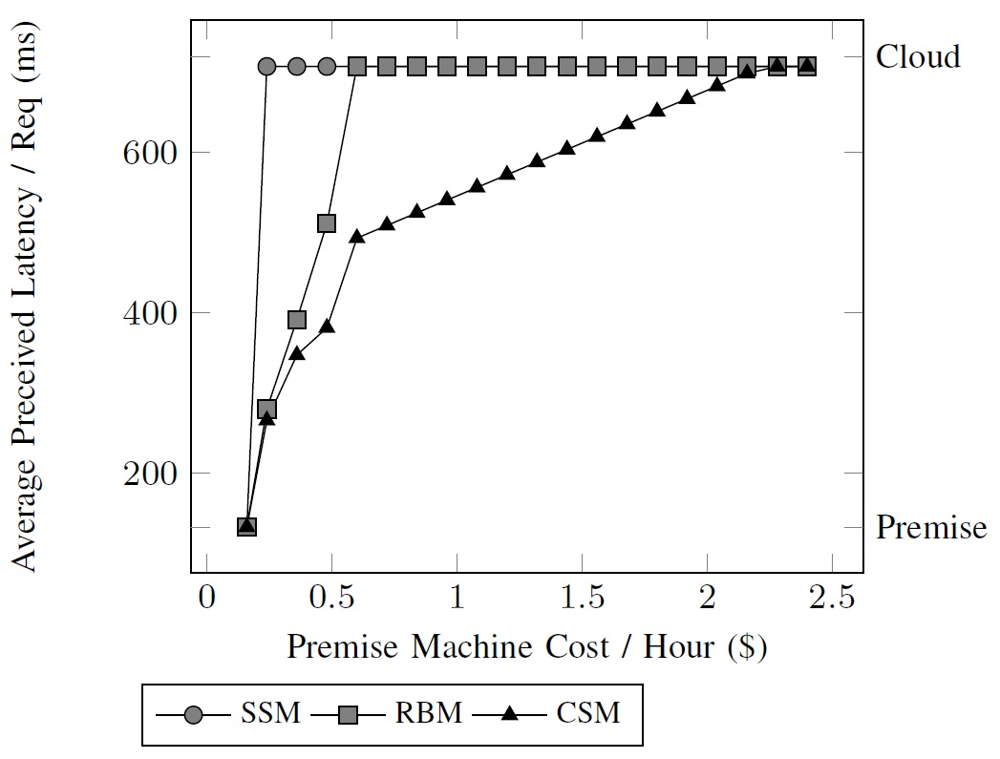 Average Preceived Latency / Req (ms)
Cloud
600
400
200
Premise
0 0.5 1 1.5 2 2.5
Premise Machine Cost / Hour ($)
SSM RBM CSM